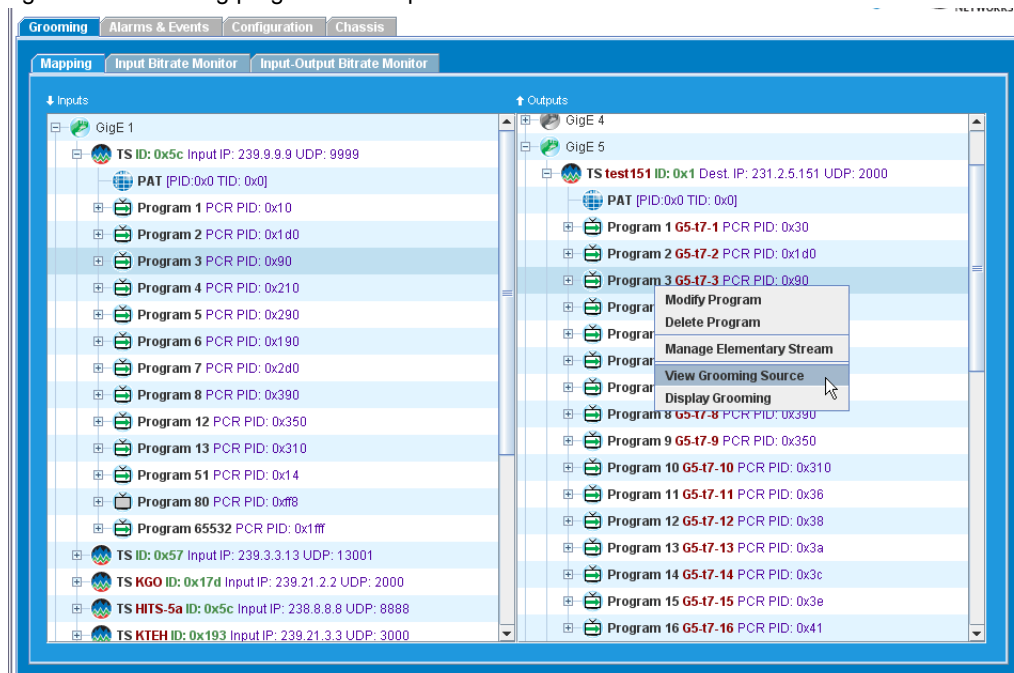 Grooming Alarms & Events Configuration Chassis
NETWORKS
Mapping Input Bitrate Monitor Input-Output Bitrate Monitor
Inputs
GigE 1
TS ID: 0x5c Input IP: 239.9.9.9 UDP: 9999
PAT [PID:0x0 TID: 0x0]
Program 1 PCR PID: 0x10
Program 2 PCR PID: 0x1d0
Program 3 PCR PID: 0x90
Program 4 PCR PID: 0x210
Program 5 PCR PID: 0x290
Program 6 PCR PID: 0x190
Program 7 PCR PID: 0x2d0
Program 8 PCR PID: 0x390
Program 12 PCR PID: 0x350
Program 13 PCR PID: 0x310
Program 51 PCR PID: 0x14
Program 80 PCR PID: 0xff8
Program 65532 PCR PID: 0x1fff
TS ID: 0x57 Input IP: 239.3.3.13 UDP: 13001
TS KGO ID: 0x17d Input IP: 239.21.2.2 UDP: 2000
TS HITS-5a ID: 0x5c Input IP: 238.8.8.8 UDP: 8888
TS KTEH ID: 0x193 Input IP: 239.21.3.3 UDP: 3000
Outputs
GigE 4
GigE 5
TS test151 ID: 0x1 Dest. IP: 231.2.5.151 UDP: 2000
PAT [PID:0x0 TID: 0x0]
Program 1 G5-t7-1 PCR PID: 0x30
Program 2 G5-t7-2 PCR PID: 0x1d0
Program 3 G5-t7-3 PCR PID: 0x90
Modify Program
Delete Program
Manage Elementary Stream
View Grooming Source
Display Grooming
Program 8 G5-t7-8 PCR PID: 0x390
Program 9 G5-t7-9 PCR PID: 0x350
Program 10 G5-t7-10 PCR PID: 0x310
Program 11 G5-t7-11 PCR PID: 0x36
Program 12 G5-t7-12 PCR PID: 0x38
Program 13 G5-t7-13 PCR PID: 0x3a
Program 14 G5-t7-14 PCR PID: 0x3c
Program 15 G5-t7-15 PCR PID: 0x3e
Program 16 G5-t7-16 PCR PID: 0x41